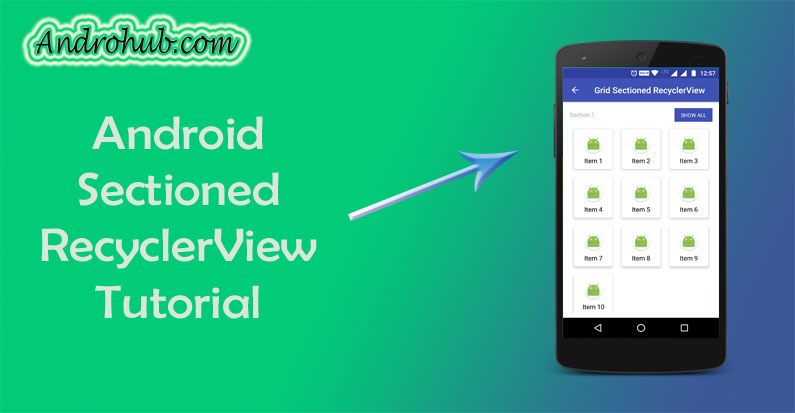 Androhub.com
Android
Sectioned
RecyclerView
Tutorial
12:57
Grid Sectioned RecyclerView
Section 1
SHOW ALL
Item 1
Item 2
Item 3
Item 4
Item 5
Item 6
Item 7
Item 8
Item 9
Item 10